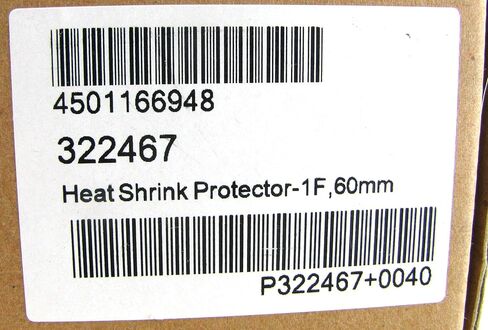 4501166948
322467
Heat Shrink Protector-1F,60mm
P322467+0040